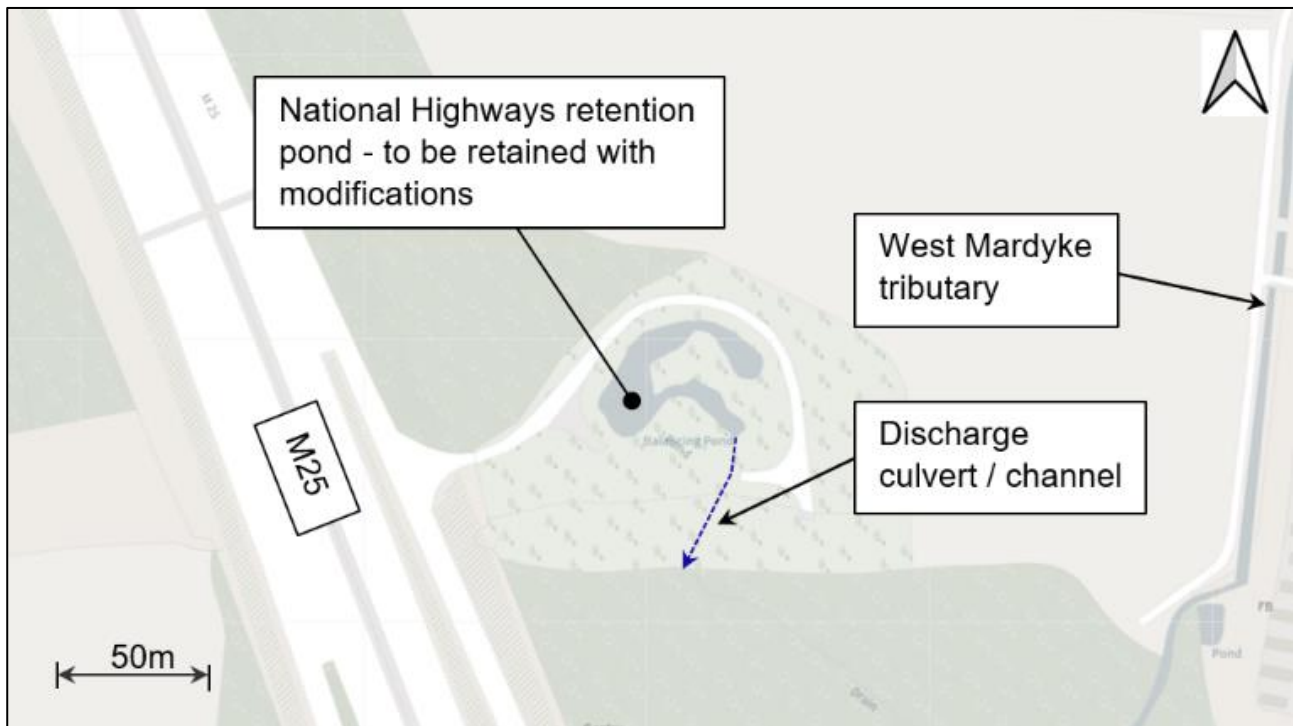 M25
National Highways retention
pond - to be retained with
modifications
West Mardyke
tributary
Balancing Pond
Discharge
culvert / channel
M25
FB
Pond
50m
Drain